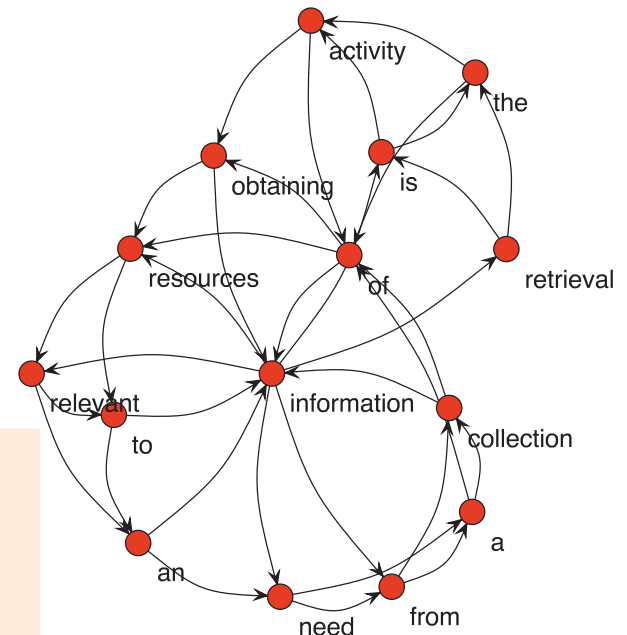 activity
the
is
obtaining
of
resources
retrieval
relevant
information
to
collection
a
an
from
need